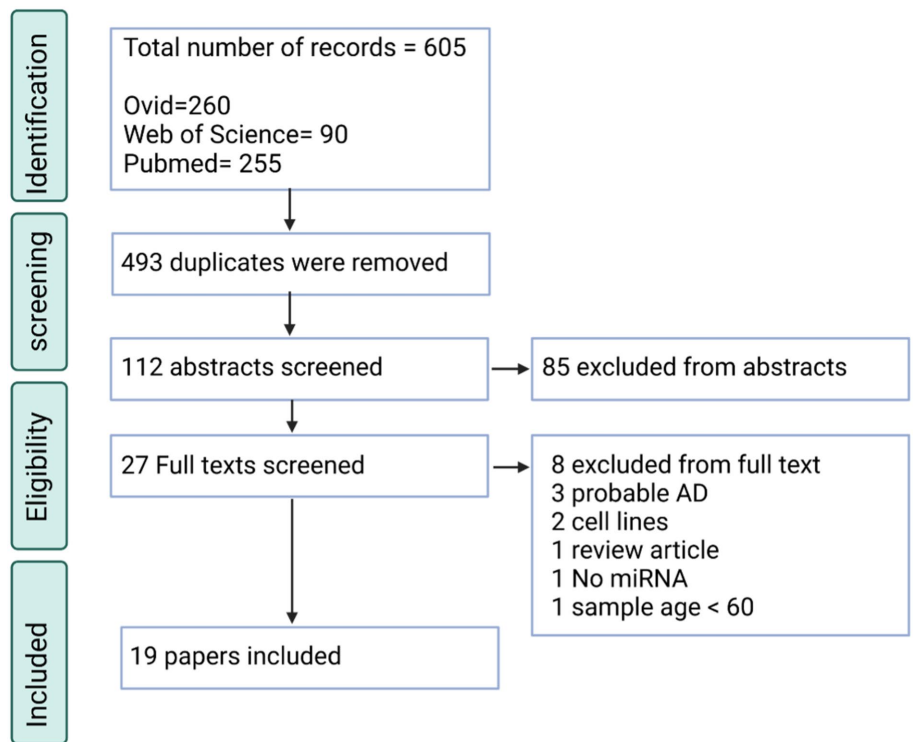 Identification
Total number of records = 605
Ovid=260
Web of Science= 90
Pubmed= 255
screening
493 duplicates were removed
112 abstracts screened
85 excluded from abstracts
Eligibility
27 Full texts screened
8 excluded from full text
3 probable AD
2 cell lines
1 review article
1 No miRNA
1 sample age < 60
Included
19 papers included